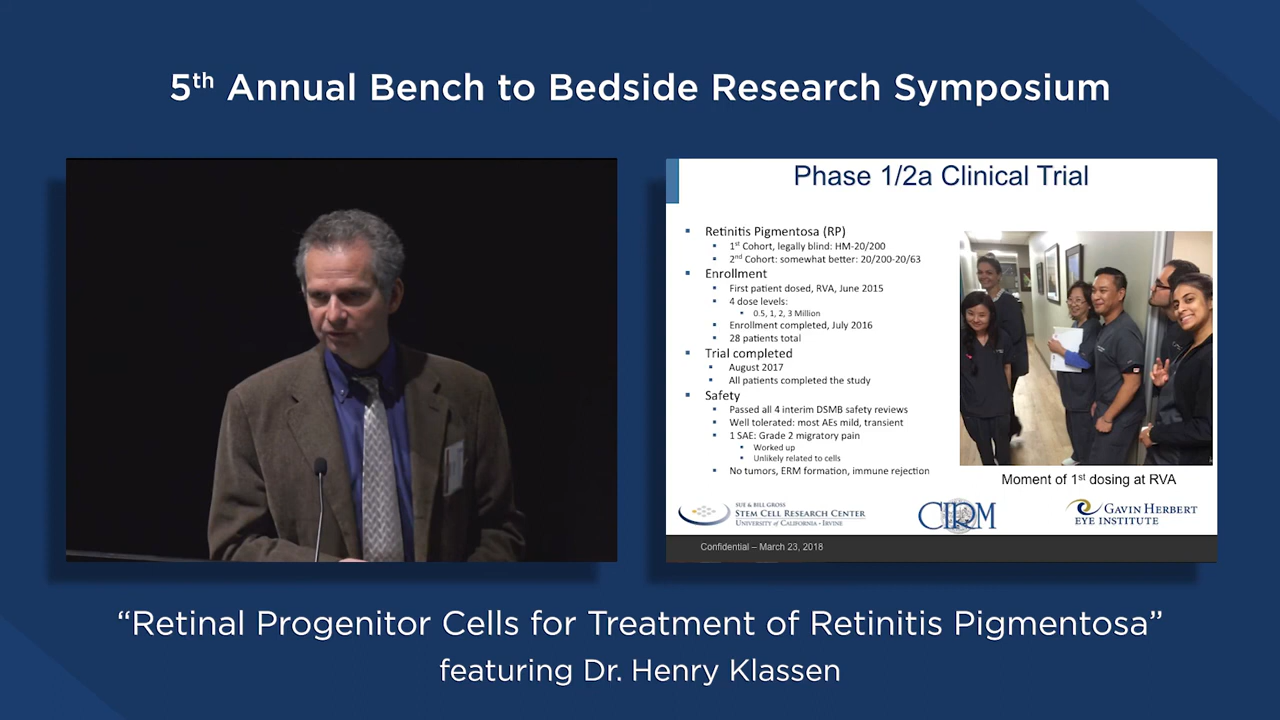 5th Annual Bench to Bedside Research Symposium
Phase 1/2a Clinical Trial
▪ Retinitis Pigmentosa (RP)
▪ 1st Cohort, legally blind: HM-20/200
▪ 2nd Cohort: somewhat better: 20/200-20/63
▪ Enrollment
▪ First patient dosed, RVA, June 2015
▪ 4 dose levels:
▪ 0.5, 1, 2, 3 Million
▪ Enrollment completed, July 2016
▪ 28 patients total
▪ Trial completed
▪ August 2017
▪ All patients completed the study
▪ Safety
▪ Passed all 4 interim DSMB safety reviews
▪ Well tolerated: most AEs mild, transient
▪ 1 SAE: Grade 2 migratory pain
▪ Worked up
▪ Unlikely related to cells
▪ No tumors, ERM formation, immune rejection
Moment of 1st dosing at RVA
SUE & BILL GROSS
STEM CELL RESEARCH CENTER
UNIVERSITY OF CALIFORNIA • IRVINE
CIRM
GAVIN HERBERT
EYE INSTITUTE
Confidential – March 23, 2018
“Retinal Progenitor Cells for Treatment of Retinitis Pigmentosa”
featuring Dr. Henry Klassen